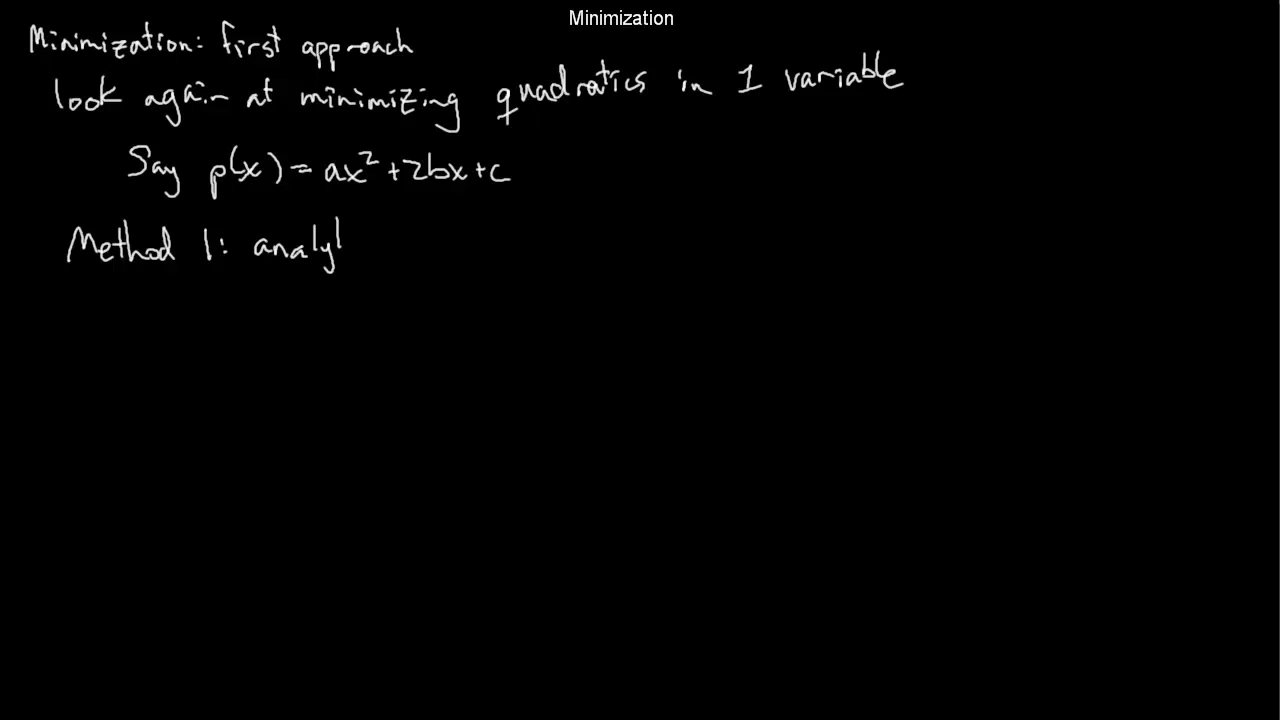 Minimization
Minimization: first approach
look again at minimizing quadratics in 1 variable
Say p(x) = ax² + 2bx + c
Method 1: analy